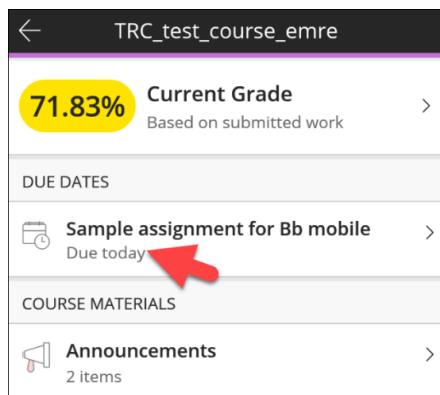 TRC_test_course_emre
71.83%
Current Grade
Based on submitted work
DUE DATES
Sample assignment for Bb mobile
Due today
COURSE MATERIALS
Announcements
2 items